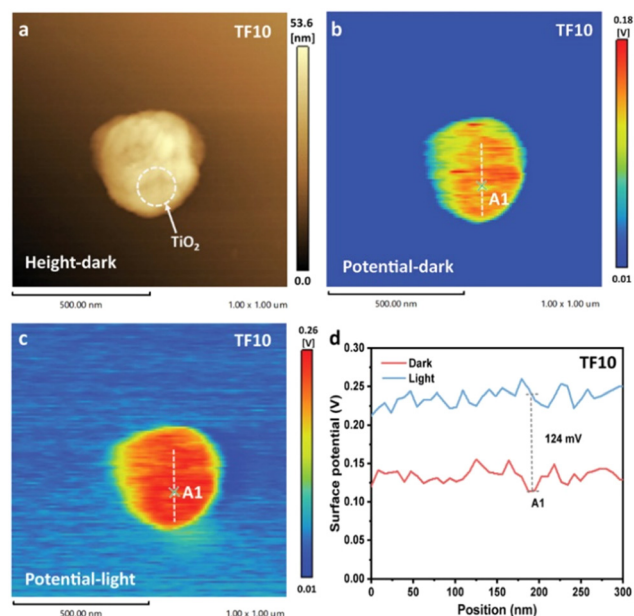 a
TF10
53.6
[nm]
TiO₂
Height-dark
0.0
500.00 nm
1.00 x 1.00 um
b
TF10
0.18
[V]
A1
Potential-dark
0.01
500.00 nm
1.00 x 1.00 um
c
TF10
0.26
[V]
A1
Potential-light
0.01
500.00 nm
1.00 x 1.00 um
d
TF10
Dark
Light
124 mV
A1
0.30
0.25
0.20
0.15
0.10
0.05
0.00
Surface potential (V)
0 50 100 150 200 250 300
Position (nm)